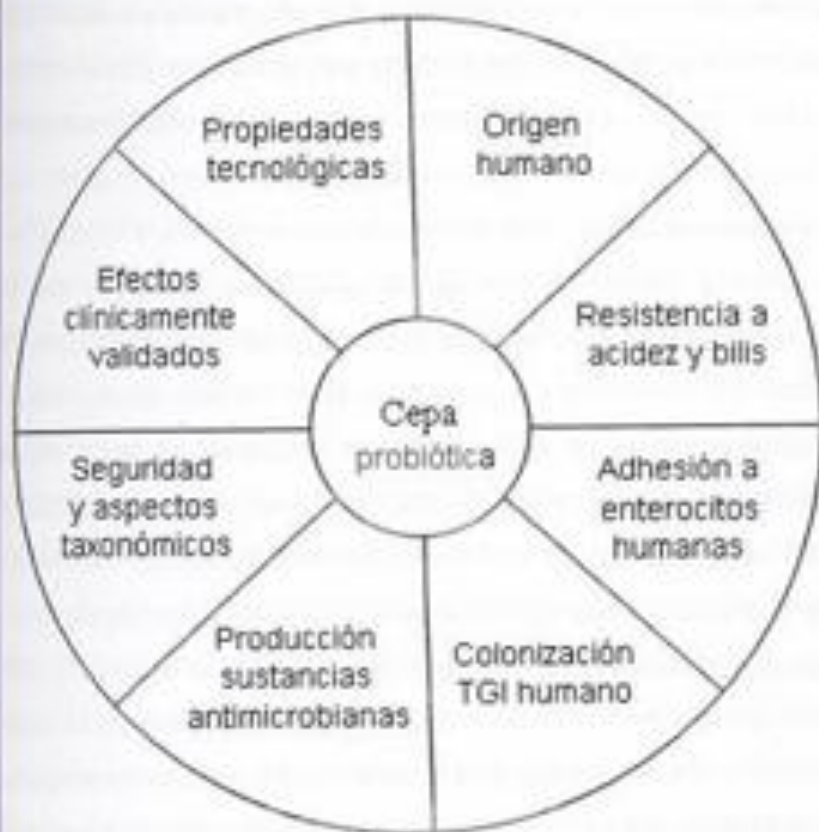 Propiedades
tecnológicas
Origen
humano
Resistencia a
acidez y bilis
Adhesión a
enterocitos
humanas
Colonización
TGI humano
Producción
sustancias
antimicrobianas
Seguridad
y aspectos
taxonómicos
Efectos
clínicamente
validados
Cepa
probiótica